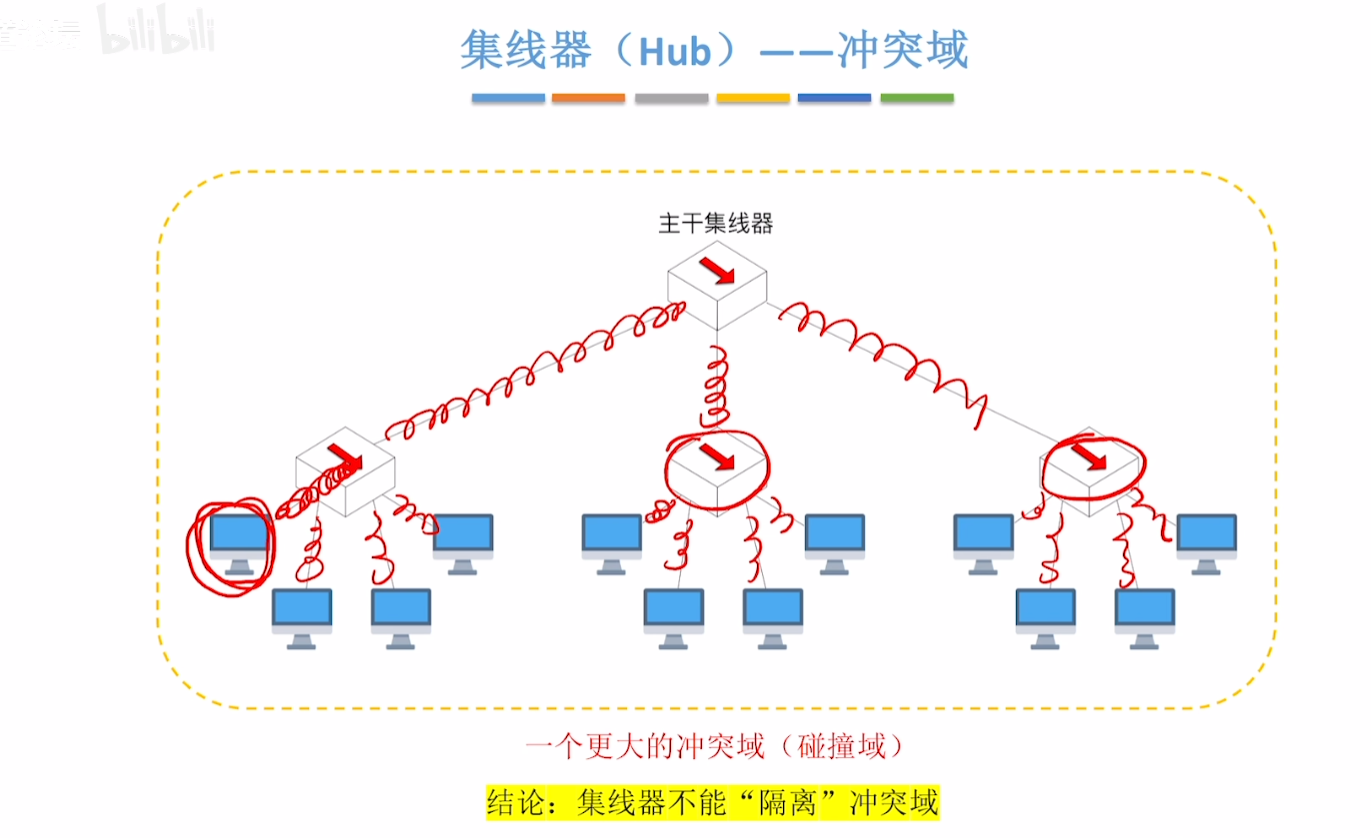 bilibili
集线器（Hub）——冲突域
主干集线器
一个更大的冲突域（碰撞域）
结论：集线器不能“隔离”冲突域